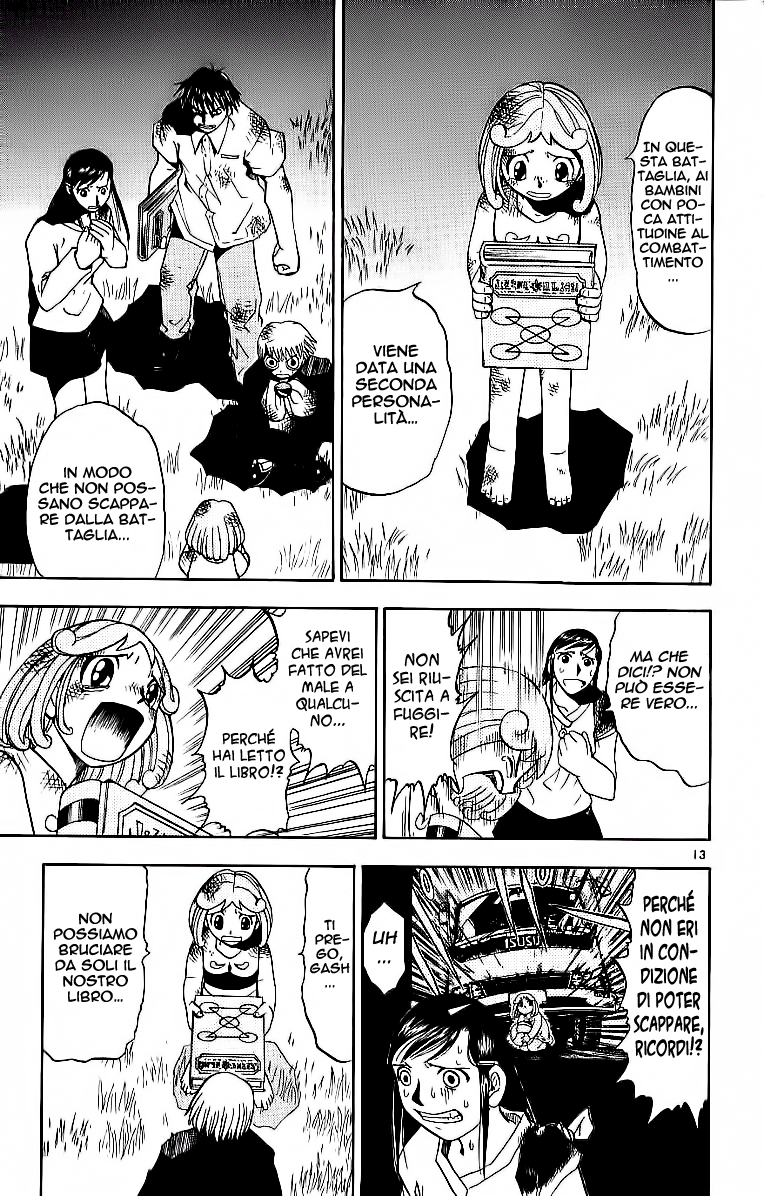 IN QUE-
STA BAT-
TAGLIA, AI
BAMBINI
CON PO-
CA ATTI-
TUDINE AL
COMBAT-
TIMENTO
...
VIENE
DATA UNA
SECONDA
PERSONA-
LITÀ...
IN MODO
CHE NON POS-
SANO SCAPPA-
RE DALLA BAT-
TAGLIA...
MA CHE
DICI!? NON
PUÒ ESSE-
RE VERO...
NON
SEI RIU-
SCITA A
FUGGI-
RE!
SAPEVI
CHE AVREI
FATTO DEL
MALE A
QUALCU-
NO...
PERCHÉ
HAI LETTO
IL LIBRO!?
13
PERCHÉ
NON ERI
IN CON-
DIZIONE
DI POTER
SCAPPARE,
RICORDI!?
ISUSU
UH
...
TI
PRE-
GO,
GASH
...
NON
POSSIAMO
BRUCIARE
DA SOLI IL
NOSTRO
LIBRO...